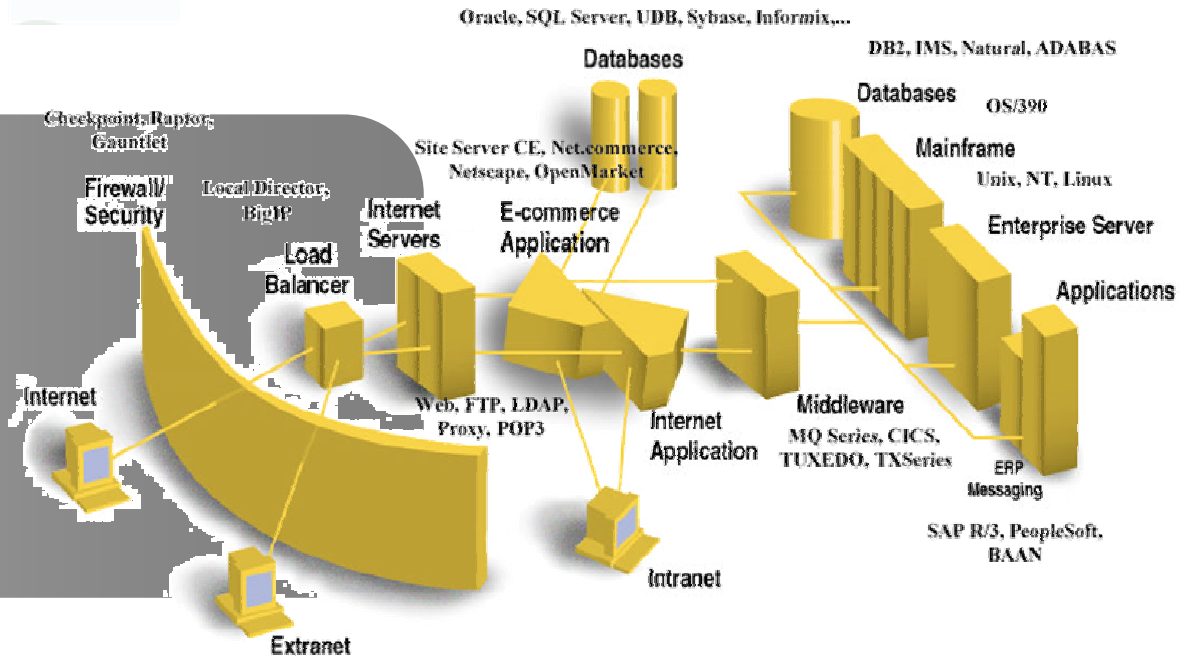 Oracle, SQL Server, UDB, Sybase, Informix,...
Databases
DB2, IMS, Natural, ADABAS
Databases
OS/390
Mainframe
Unix, NT, Linux
Enterprise Server
Applications
Checkpoint, Raptor,
Gauntlet
Firewall/
Security
Local Director,
BigIP
Load
Balancer
Internet
Servers
Site Server CE, Net.commerce,
Netscape, OpenMarket
E-commerce
Application
Internet
Web, FTP, LDAP,
Proxy, POP3
Internet
Application
Middleware
MQ Series, CICS,
TUXEDO, TXSeries
ERP
Messaging
SAP R/3, PeopleSoft,
BAAN
Intranet
Extranet